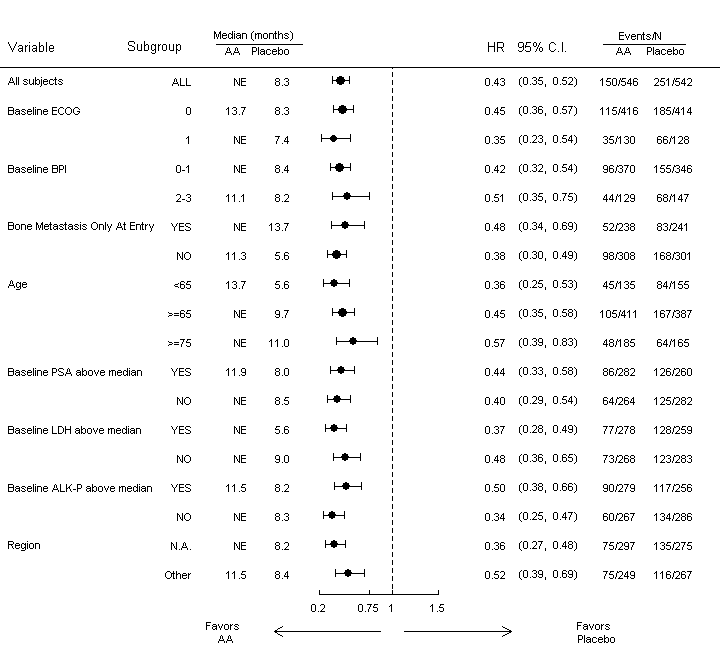 Median (months) Events/N
Variable Subgroup AA Placebo HR 95% C.I. AA Placebo
All subjects ALL NE 8.3 0.43 (0.35, 0.52) 150/546 251/542
Baseline ECOG 0 13.7 8.3 0.45 (0.36, 0.57) 115/416 185/414
1 NE 7.4 0.35 (0.23, 0.54) 35/130 66/128
Baseline BPI 0-1 NE 8.4 0.42 (0.32, 0.54) 96/370 155/346
2-3 11.1 8.2 0.51 (0.35, 0.75) 44/129 68/147
Bone Metastasis Only At Entry YES NE 13.7 0.48 (0.34, 0.69) 52/238 83/241
NO 11.3 5.6 0.38 (0.30, 0.49) 98/308 168/301
Age <65 13.7 5.6 0.36 (0.25, 0.53) 45/135 84/155
>=65 NE 9.7 0.45 (0.35, 0.58) 105/411 167/387
>=75 NE 11.0 0.57 (0.39, 0.83) 48/185 64/165
Baseline PSA above median YES 11.9 8.0 0.44 (0.33, 0.58) 86/282 126/260
NO NE 8.5 0.40 (0.29, 0.54) 64/264 125/282
Baseline LDH above median YES NE 5.6 0.37 (0.28, 0.49) 77/278 128/259
NO NE 9.0 0.48 (0.36, 0.65) 73/268 123/283
Baseline ALK-P above median YES 11.5 8.2 0.50 (0.38, 0.66) 90/279 117/256
NO NE 8.3 0.34 (0.25, 0.47) 60/267 134/286
Region N.A. NE 8.2 0.36 (0.27, 0.48) 75/297 135/275
Other 11.5 8.4 0.52 (0.39, 0.69) 75/249 116/267
0.2 0.75 1 1.5
Favors Favors
AA Placebo